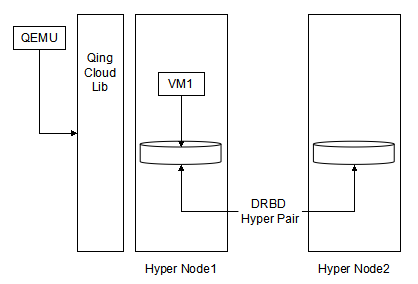 QEMU
Qing
Cloud
Lib
VM1
DRBD
Hyper Pair
Hyper Node1
Hyper Node2